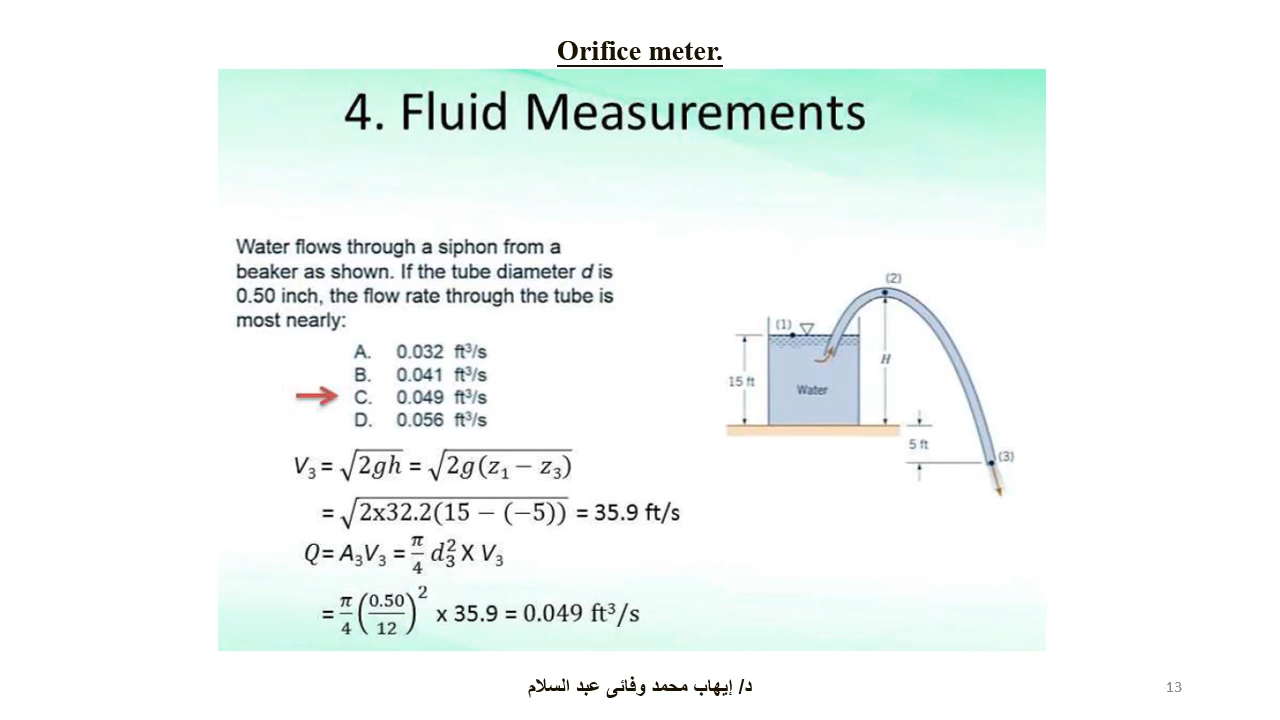 Orifice meter.
4. Fluid Measurements
Water flows through a siphon from a
beaker as shown. If the tube diameter d is
0.50 inch, the flow rate through the tube is
most nearly:
A. 0.032 ft³/s
B. 0.041 ft³/s
C. 0.049 ft³/s
D. 0.056 ft³/s
V₃ = √2gh = √2g(z₁ − z₃)
= √2x32.2(15 − (−5)) = 35.9 ft/s
Q= A₃V₃ = π/4 d₃² X V₃
= π/4 (0.50/12)² x 35.9 = 0.049 ft³/s
(2)
(1)
H
15 ft
Water
5 ft
(3)
د/ إيهاب محمد وفائى عبد السلام
13